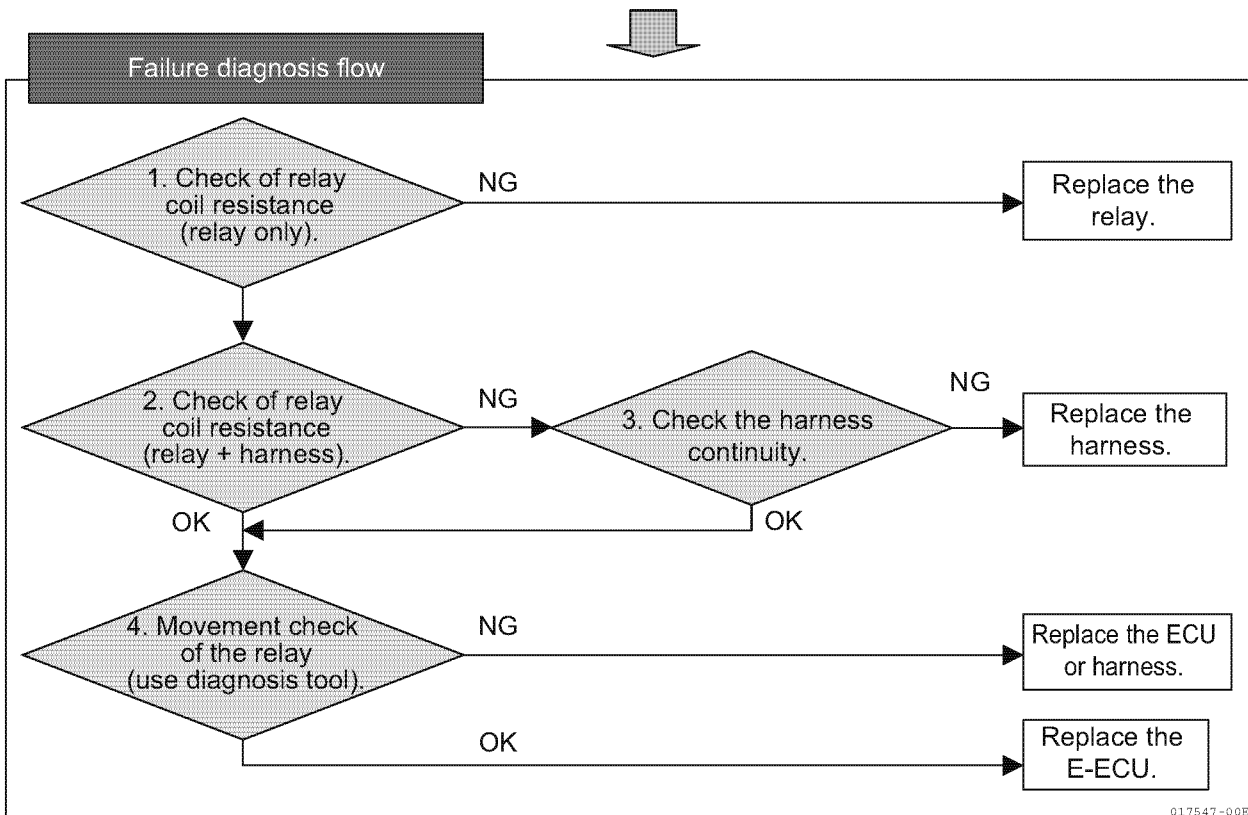 Failure diagnosis flow
1. Check of relay
coil resistance
(relay only).
NG
Replace the
relay.
2. Check of relay
coil resistance
(relay + harness).
NG
3. Check the harness
continuity.
NG
Replace the
harness.
OK
OK
4. Movement check
of the relay
(use diagnosis tool).
NG
Replace the ECU
or harness.
OK
Replace the
E-ECU.
017547-00E